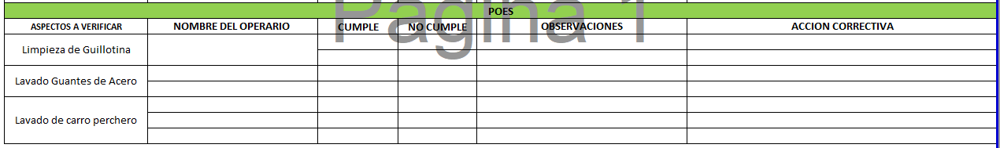 POES
ASPECTOS A VERIFICAR NOMBRE DEL OPERARIO CUMPLE NO CUMPLE OBSERVACIONES ACCION CORRECTIVA
Página 1
Limpieza de Guillotina
Lavado Guantes de Acero
Lavado de carro perchero